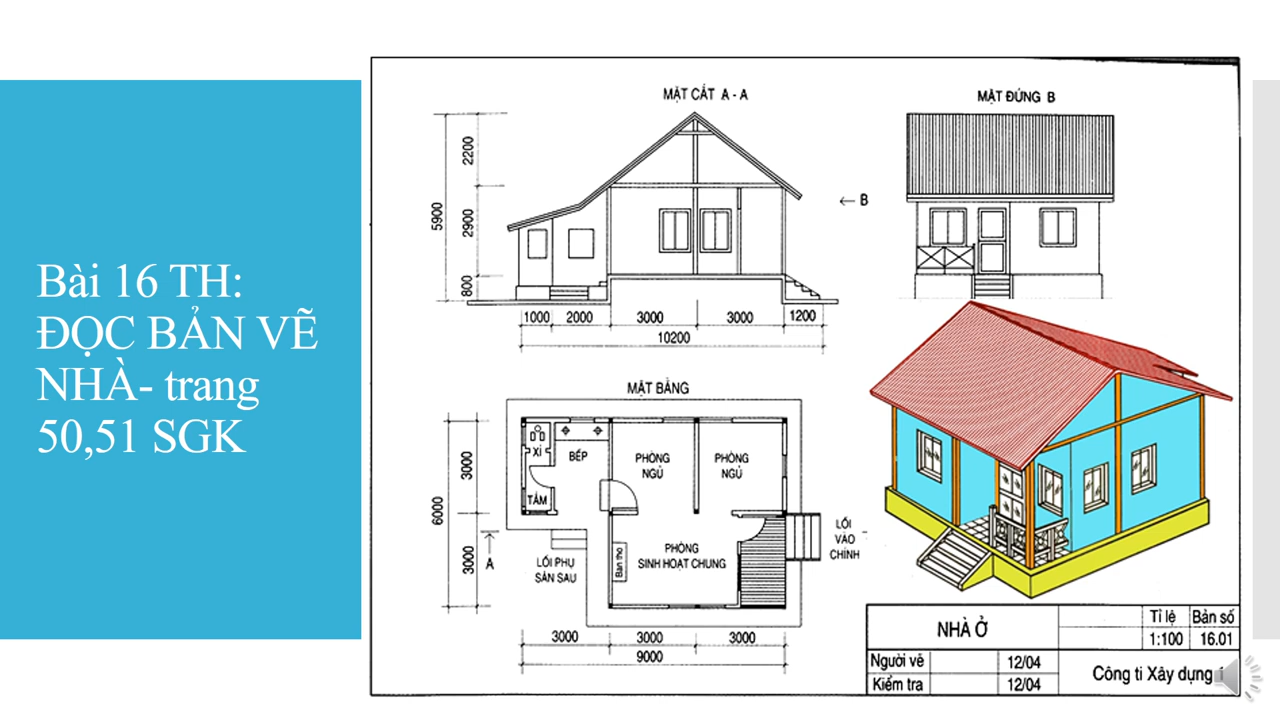 Bài 16 TH:
ĐỌC BẢN VẼ
NHÀ- trang
50,51 SGK
MẶT CẮT A - A
2200
2900
800
5900
1000 2000 3000 3000 1200
10200
← B
MẶT ĐỨNG B
MẶT BẰNG
3000
3000
6000
XÍ
TẮM
BẾP
PHÒNG
NGỦ
PHÒNG
NGỦ
PHÒNG
SINH HOẠT CHUNG
Bàn thờ
LỐI PHỤ
SÂN SAU
A
LỐI
VÀO
CHÍNH
3000 3000 3000
9000
NHÀ Ở
Tỉ lệ Bản số
1:100 16.01
Người vẽ 12/04
Kiểm tra 12/04
Công ti Xây dựng 1